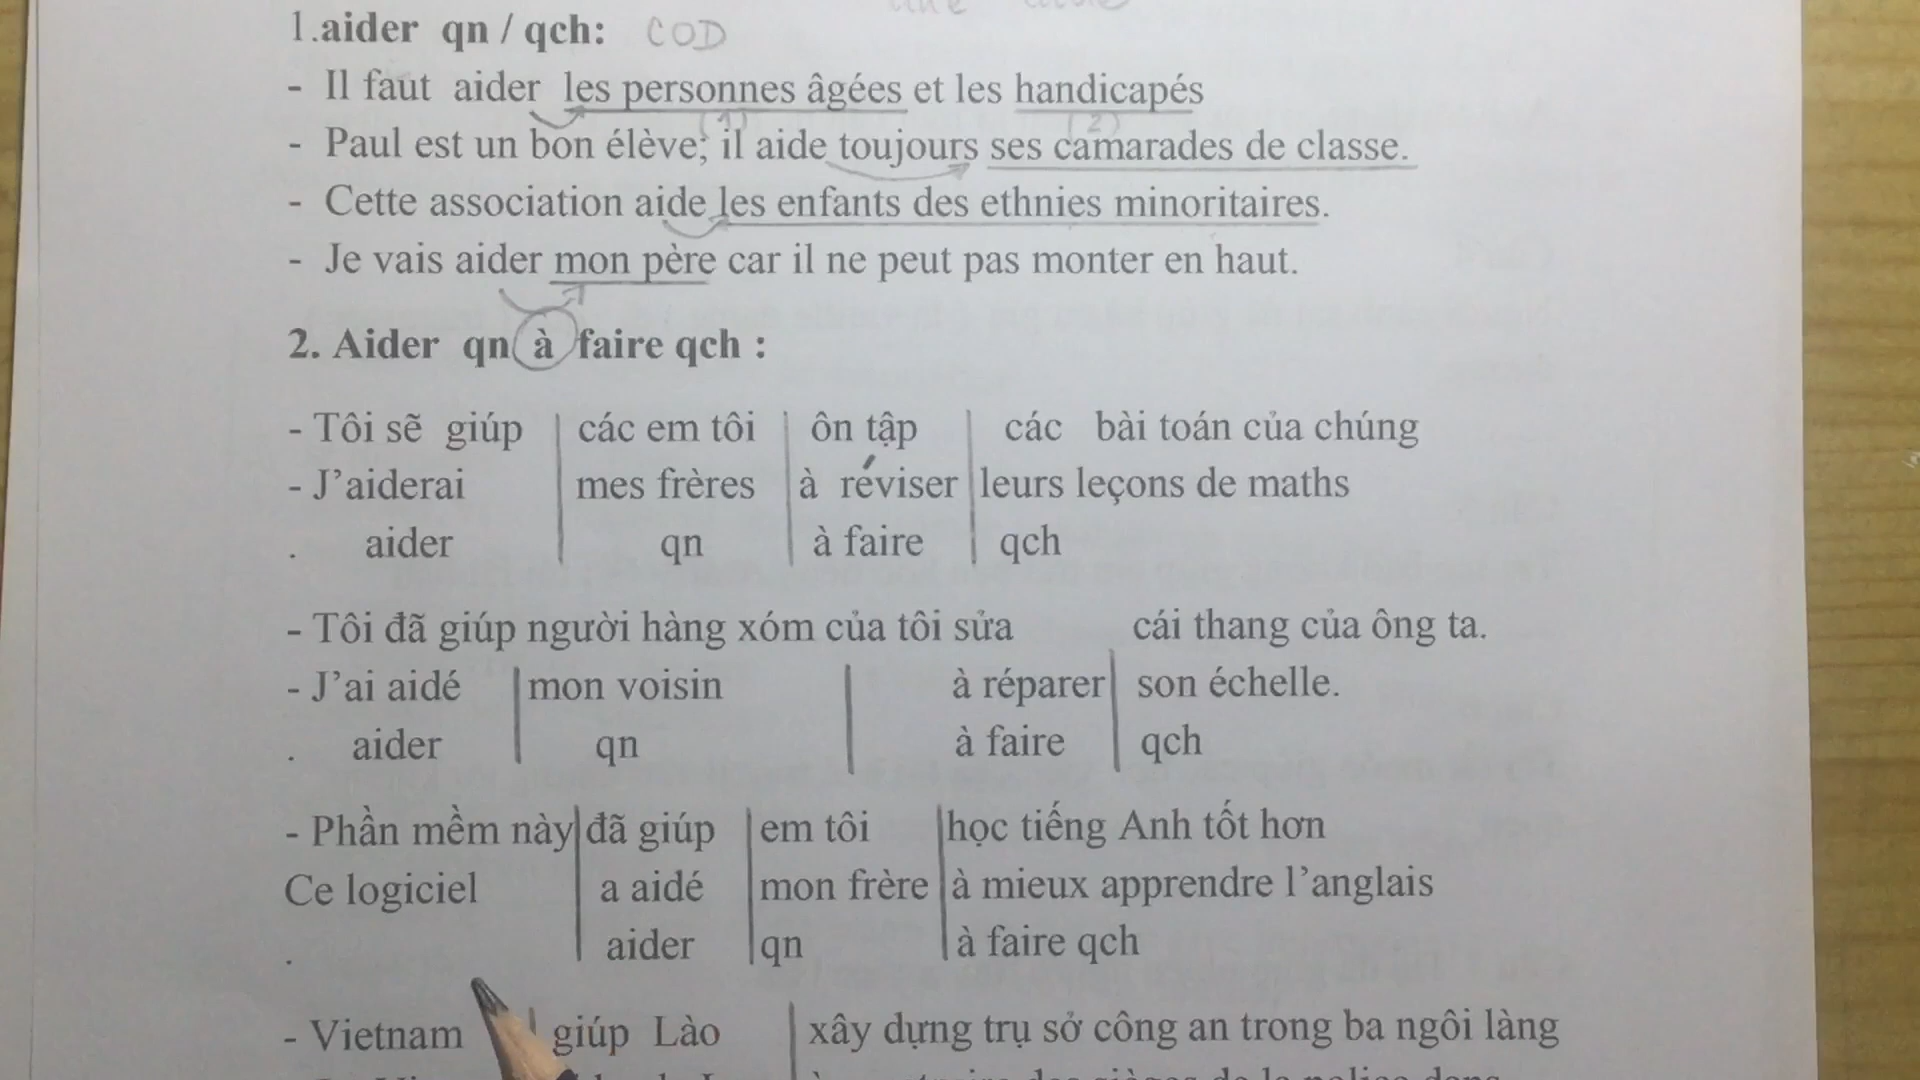 1.aider qn / qch: COD
- Il faut aider les personnes âgées et les handicapés
(1) (2)
- Paul est un bon élève; il aide toujours ses camarades de classe.
- Cette association aide les enfants des ethnies minoritaires.
- Je vais aider mon père car il ne peut pas monter en haut.
2. Aider qn à faire qch :
- Tôi sẽ giúp các em tôi ôn tập các bài toán của chúng
- J’aiderai mes frères à réviser leurs leçons de maths
. aider qn à faire qch
- Tôi đã giúp người hàng xóm của tôi sửa cái thang của ông ta.
- J’ai aidé mon voisin à réparer son échelle.
. aider qn à faire qch
- Phần mềm này đã giúp em tôi học tiếng Anh tốt hơn
Ce logiciel a aidé mon frère à mieux apprendre l’anglais
. aider qn à faire qch
- Vietnam giúp Lào xây dựng trụ sở công an trong ba ngôi làng